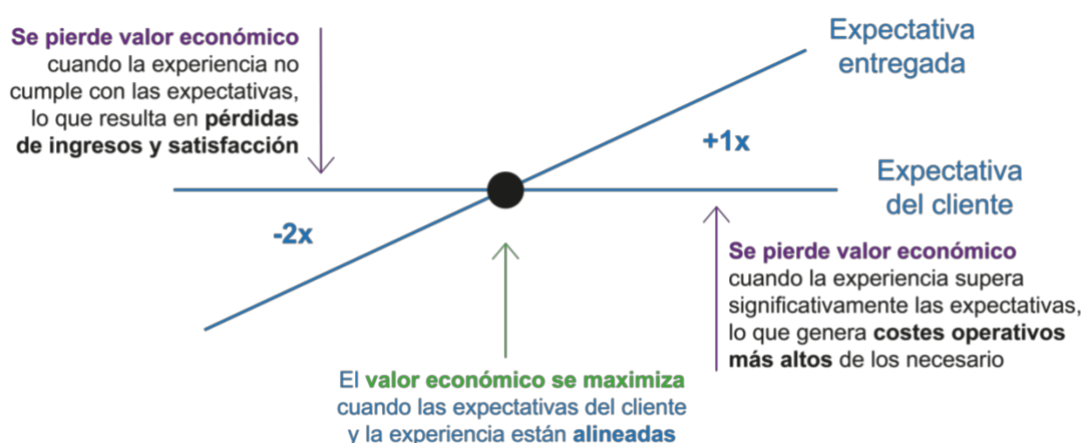 Se pierde valor económico
cuando la experiencia no
cumple con las expectativas,
lo que resulta en pérdidas
de ingresos y satisfacción
Expectativa
entregada
+1x
Expectativa
del cliente
-2x
Se pierde valor económico
cuando la experiencia supera
significativamente las expectativas,
lo que genera costes operativos
más altos de los necesario
El valor económico se maximiza
cuando las expectativas del cliente
y la experiencia están alineadas